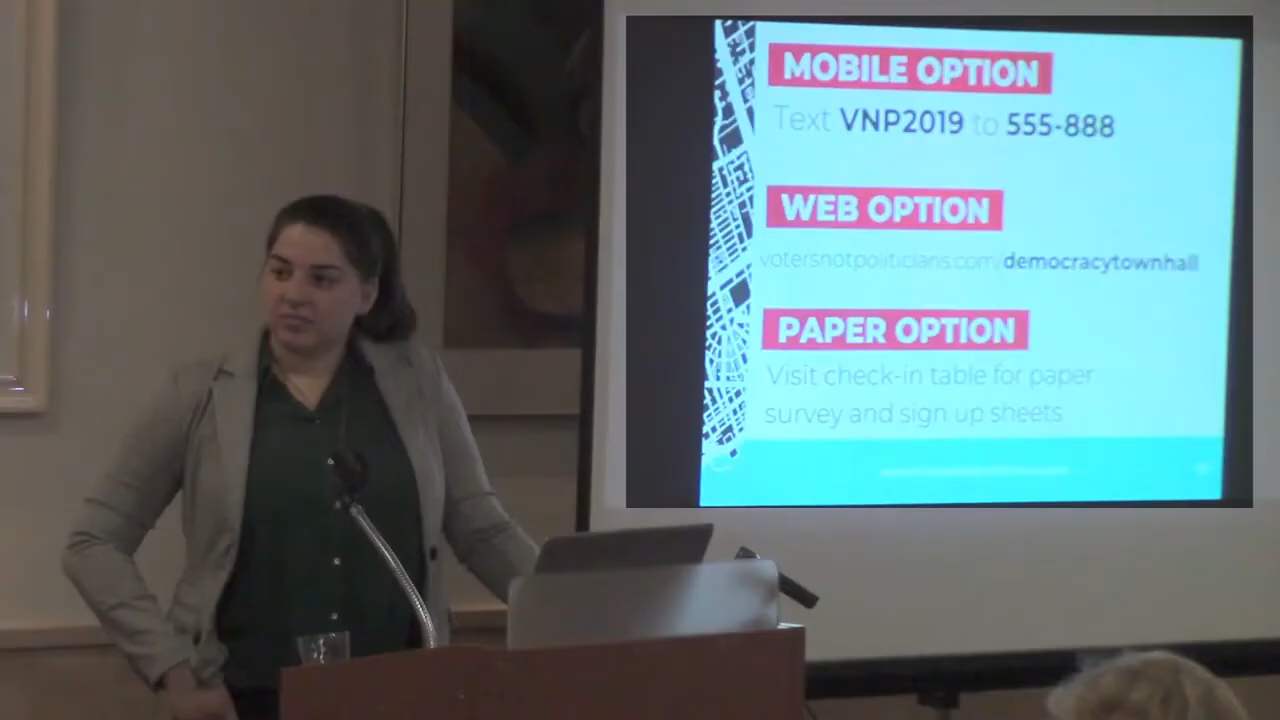 MOBILE OPTION
Text VNP2019 to 555-888
WEB OPTION
votersnotpoliticians.com/democracytownhall
PAPER OPTION
Visit check-in table for paper
survey and sign up sheets